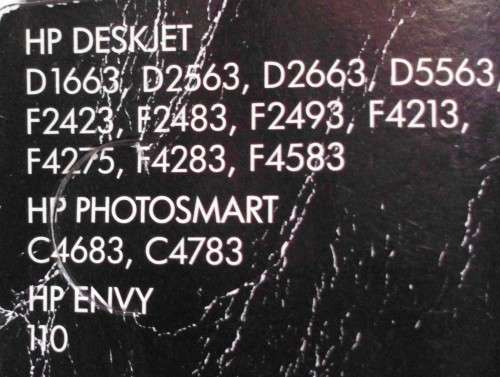 HP DESKJET
D1663, D2563, D2663, D5563
F2423, F2483, F2493, F4213,
F4275, F4283, F4583
HP PHOTOSMART
C4683, C4783
HP ENVY
110